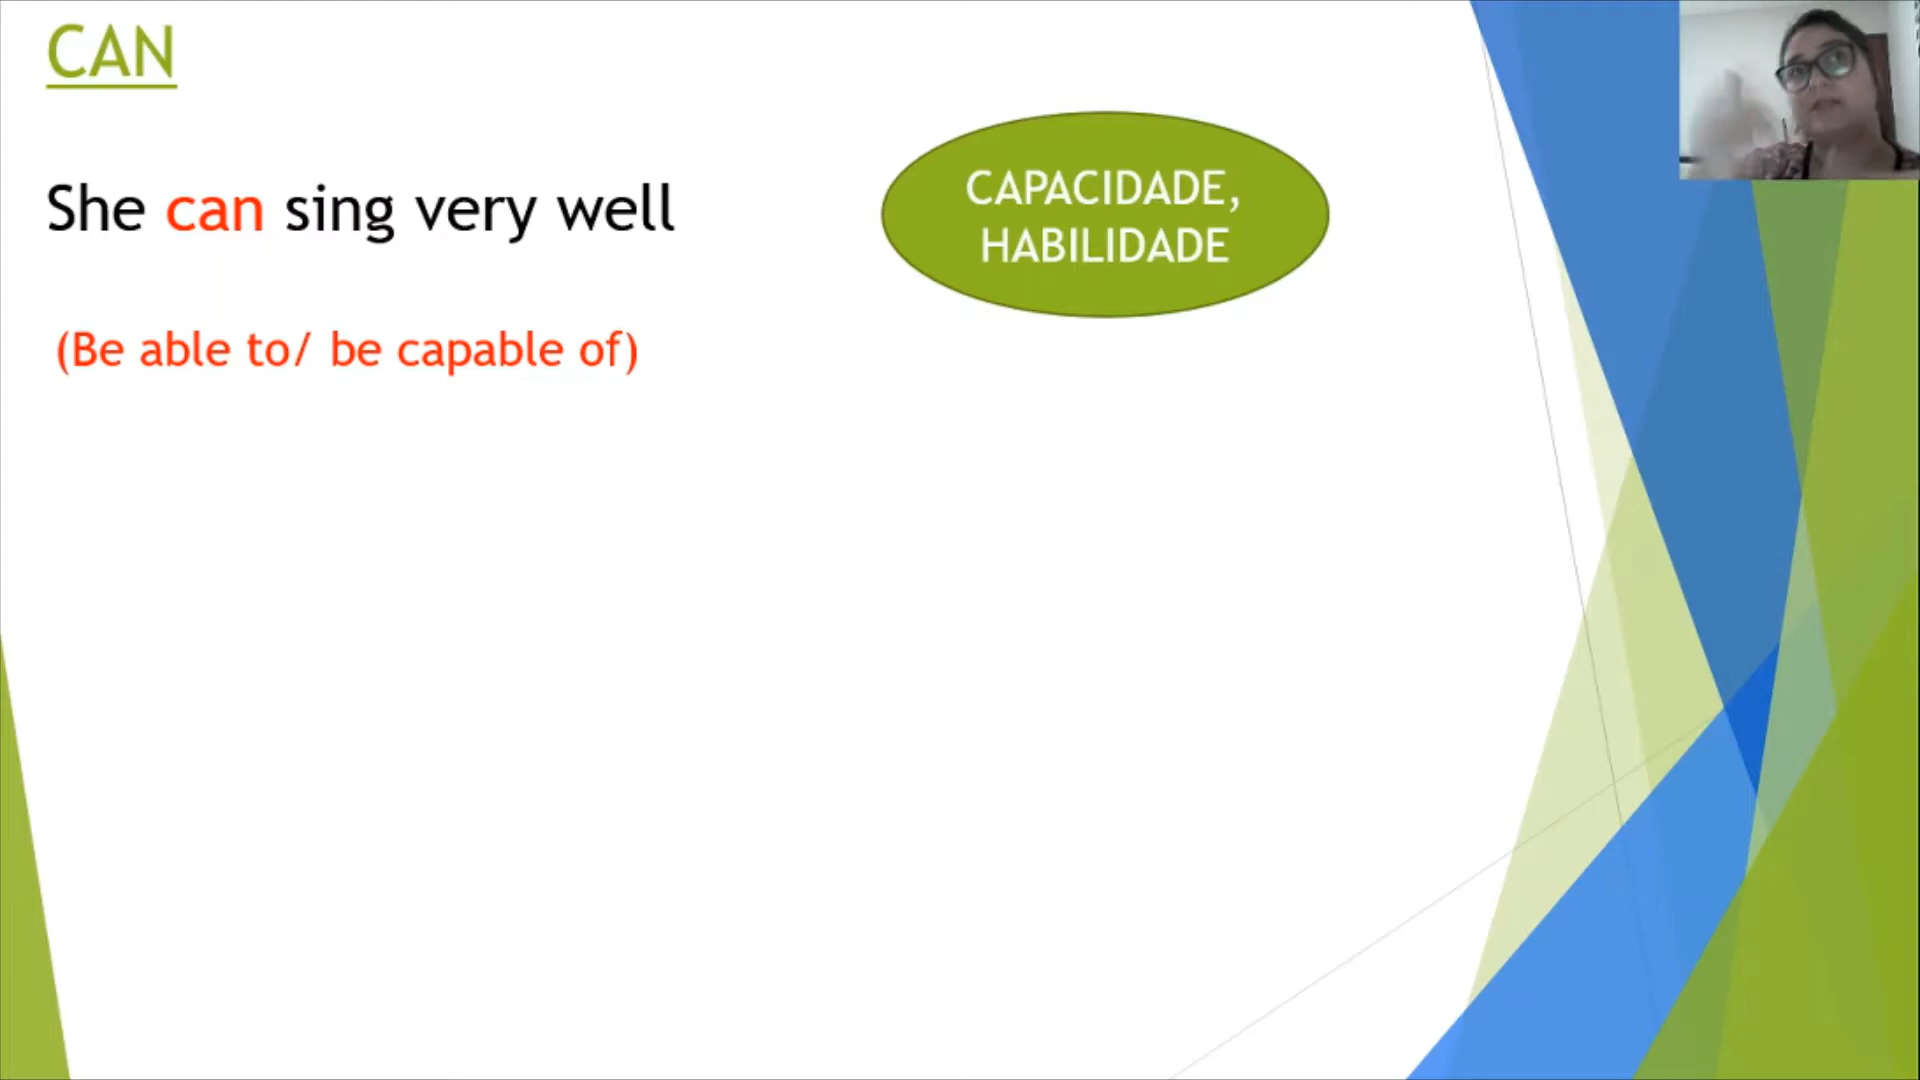 CAN
She can sing very well
CAPACIDADE,
HABILIDADE
(Be able to/ be capable of)